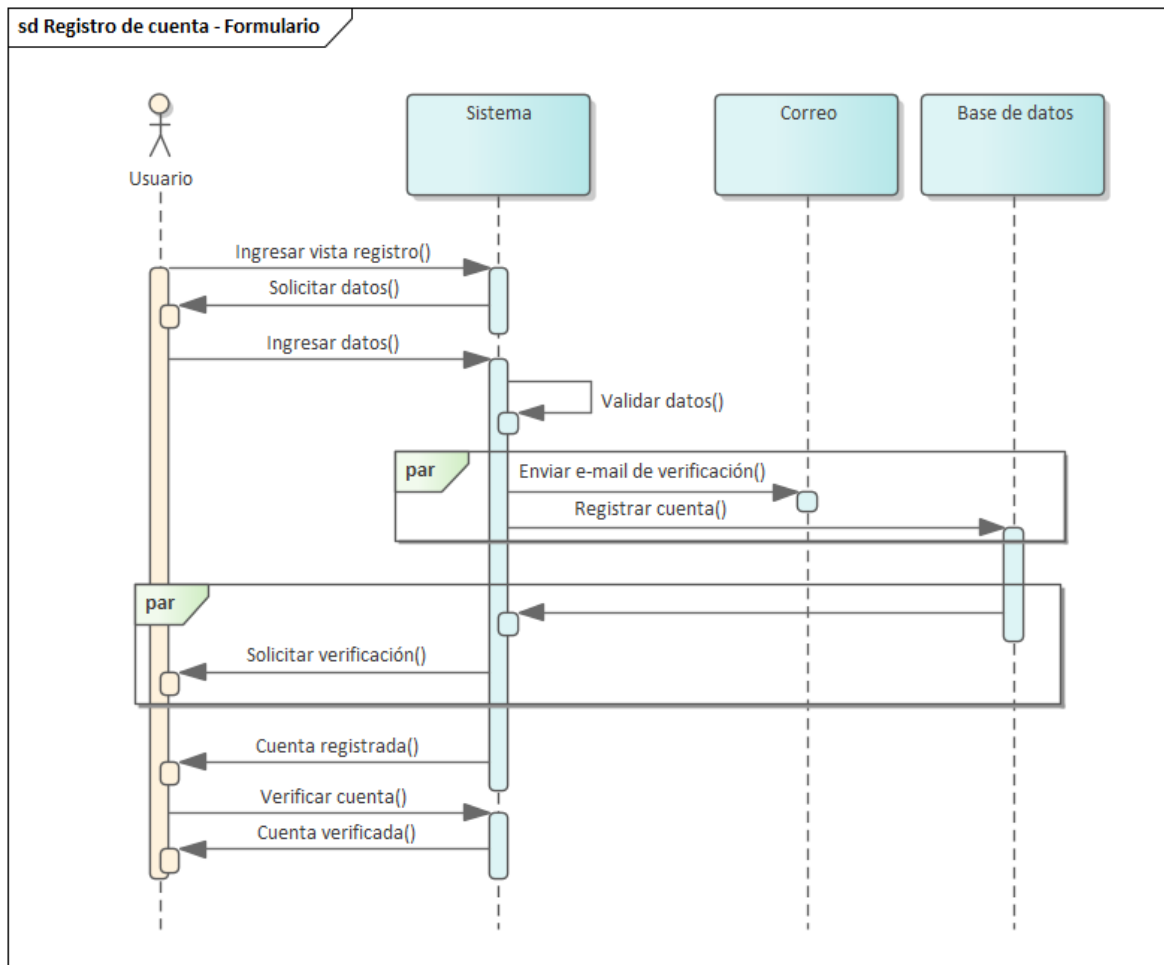 sd Registro de cuenta - Formulario
Sistema
Correo
Base de datos
Usuario
Ingresar vista registro()
Solicitar datos()
Ingresar datos()
Validar datos()
par
Enviar e-mail de verificación()
Registrar cuenta()
par
Solicitar verificación()
Cuenta registrada()
Verificar cuenta()
Cuenta verificada()